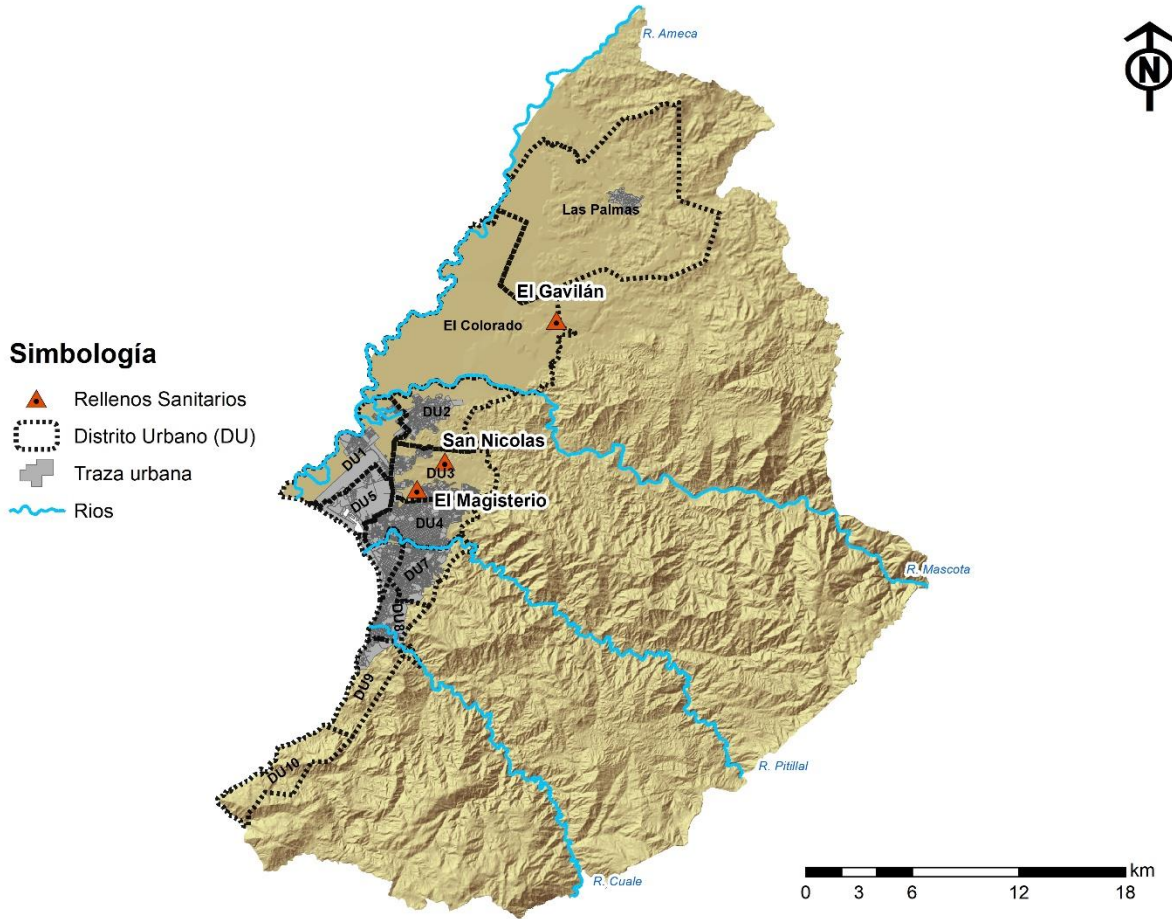 R. Ameca
N
Las Palmas
El Gavilán
El Colorado
Simbología
Rellenos Sanitarios
Distrito Urbano (DU)
Traza urbana
Rios
DU2
San Nicolas
DU1
DU3
DU5
El Magisterio
DU4
DU7
R. Mascota
DU8
DU9
R. Pitillal
DU10
R. Cuale
km
0 3 6 12 18